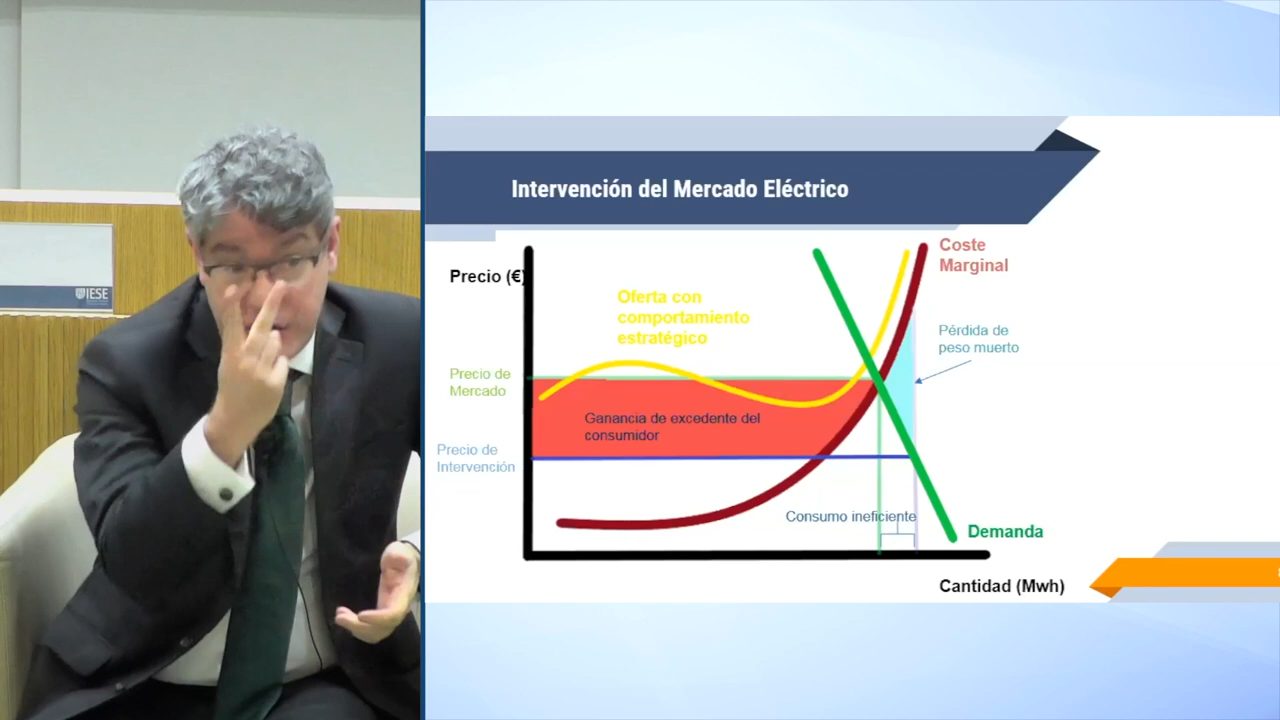 IESE
Intervención del Mercado Eléctrico
Precio (€)
Coste
Marginal
Oferta con
comportamiento
estratégico
Pérdida de
peso muerto
Precio de
Mercado
Ganancia de excedente del
consumidor
Precio de
Intervención
Consumo ineficiente
Demanda
Cantidad (Mwh)